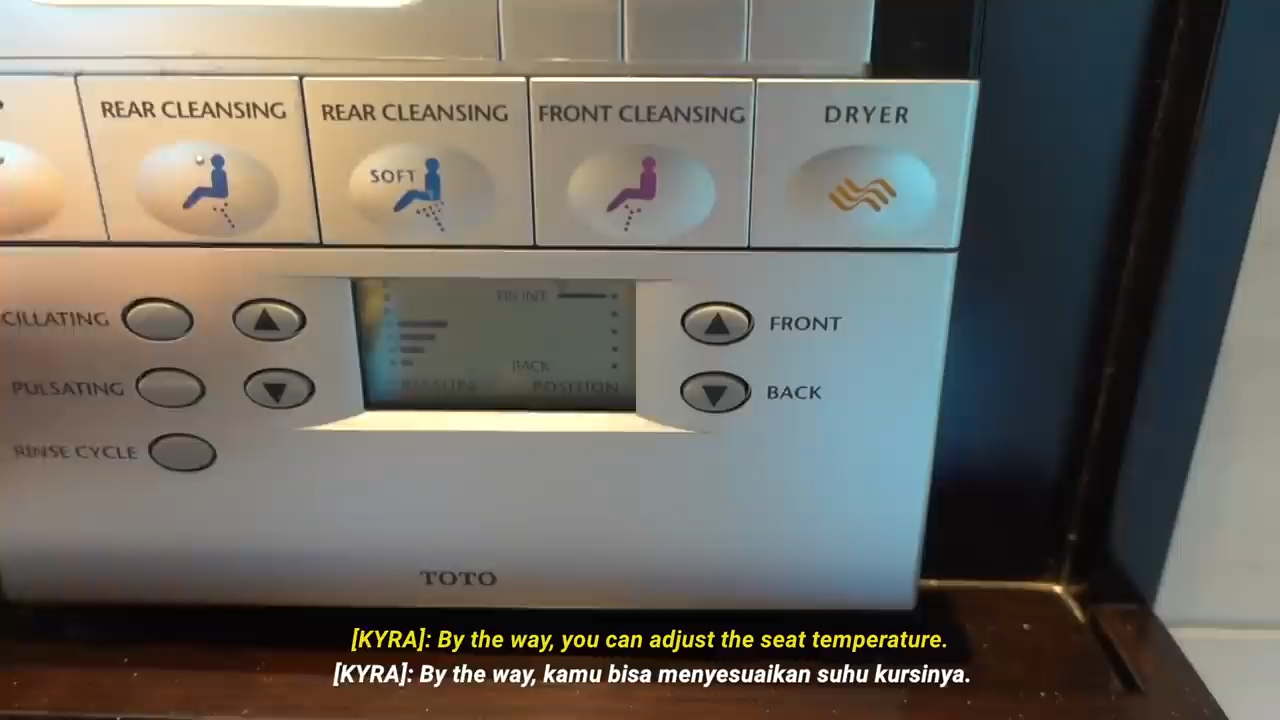 REAR CLEANSING
REAR CLEANSING
FRONT CLEANSING
DRYER
SOFT
FRONT
CILLATING
FRONT
PULSATING
BACK
POSITION
BACK
RINSE CYCLE
TOTO
[KYRA]: By the way, you can adjust the seat temperature.
[KYRA]: By the way, kamu bisa menyesuaikan suhu kursinya.